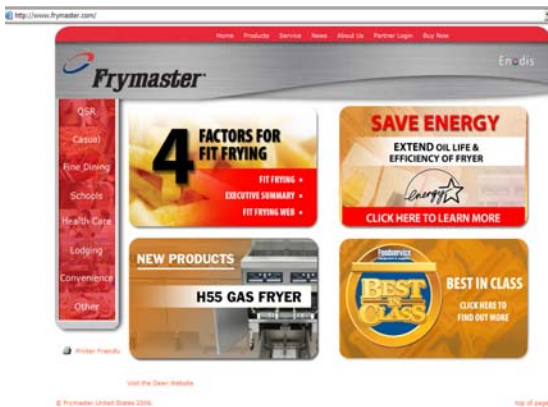 http://www.frymaster.com/
Home Products Service News About Us Partner Login Buy Now
Enodis
Frymaster
QSR
Casual
Fine Dining
Schools
Health Care
Lodging
Convenience
Other
4 FACTORS FOR
FIT FRYING
FIT FRYING •
EXECUTIVE SUMMARY •
FIT FRYING WEB •
SAVE ENERGY
EXTEND OIL LIFE &
EFFICIENCY OF FRYER
energy
CLICK HERE TO LEARN MORE
NEW PRODUCTS
H55 GAS FRYER
Foodservice
BEST
IN
CLASS
BEST IN CLASS
CLICK HERE TO
FIND OUT MORE
Printer Friendly
Visit the Dean Website
© Frymaster United States 2006.
top of page